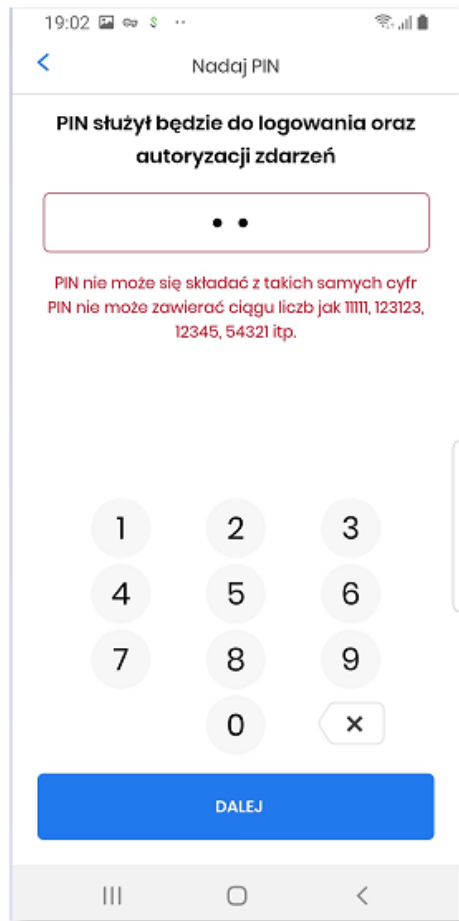 19:02
Nadaj PIN
PIN służył będzie do logowania oraz
autoryzacji zdarzeń
PIN nie może się składać z takich samych cyfr
PIN nie może zawierać ciągu liczb jak 11111, 123123,
12345, 54321 itp.
1 2 3
4 5 6
7 8 9
0
DALEJ